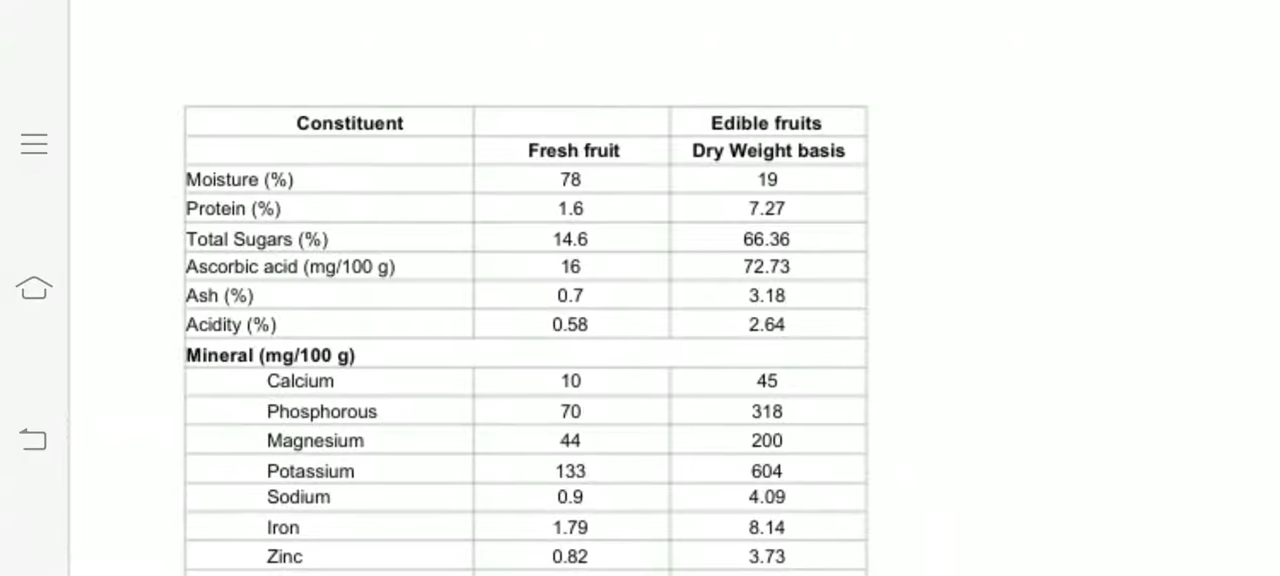 Constituent Edible fruits
Fresh fruit Dry Weight basis
Moisture (%) 78 19
Protein (%) 1.6 7.27
Total Sugars (%) 14.6 66.36
Ascorbic acid (mg/100 g) 16 72.73
Ash (%) 0.7 3.18
Acidity (%) 0.58 2.64
Mineral (mg/100 g)
Calcium 10 45
Phosphorous 70 318
Magnesium 44 200
Potassium 133 604
Sodium 0.9 4.09
Iron 1.79 8.14
Zinc 0.82 3.73